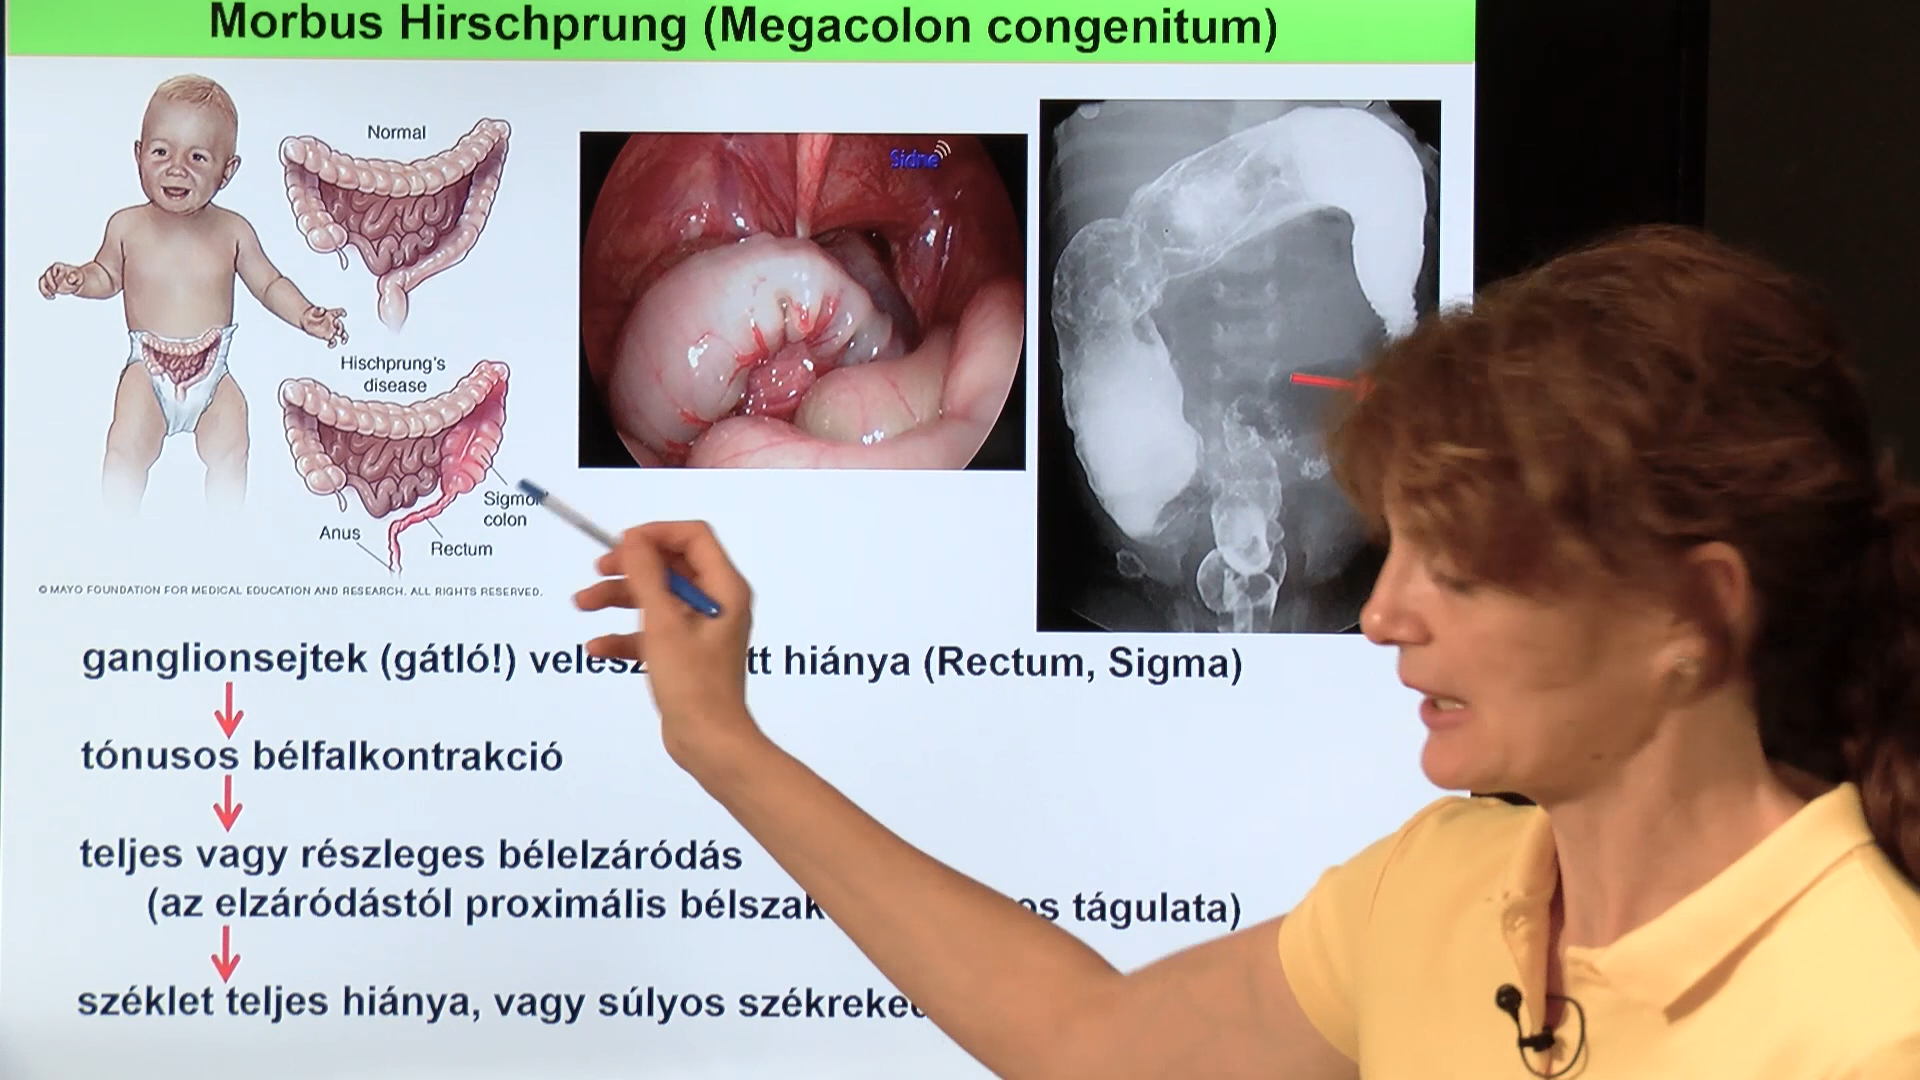 Morbus Hirschprung (Megacolon congenitum)
Normal
Sidne
Hischprung's
disease
colon
Anus
Rectum
© MAYO FOUNDATION FOR MEDICAL EDUCATION AND RESEARCH. ALL RIGHTS RESERVED.
ganglionsejtek (gátló!) hiánya (Rectum, Sigma)
tónusos bélfalkontrakció
teljes vagy részleges bélelzáródás
(az elzáródástól proximális tágulata)
széklet teljes hiánya, vagy súlyos